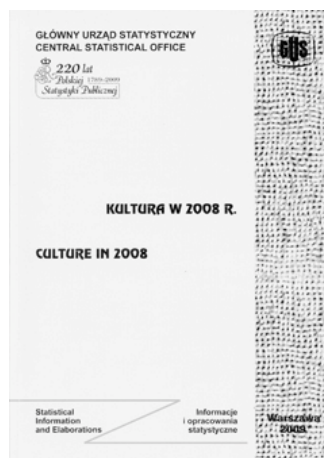 GŁÓWNY URZĄD STATYSTYCZNY
CENTRAL STATISTICAL OFFICE
GUS
220 lat
Polskiej 1789-2009
Statystyki Publicznej
KULTURA W 2008 R.
CULTURE IN 2008
Statistical
Information
and Elaborations
Informacje
i opracowania
statystyczne
Warszawa
2009